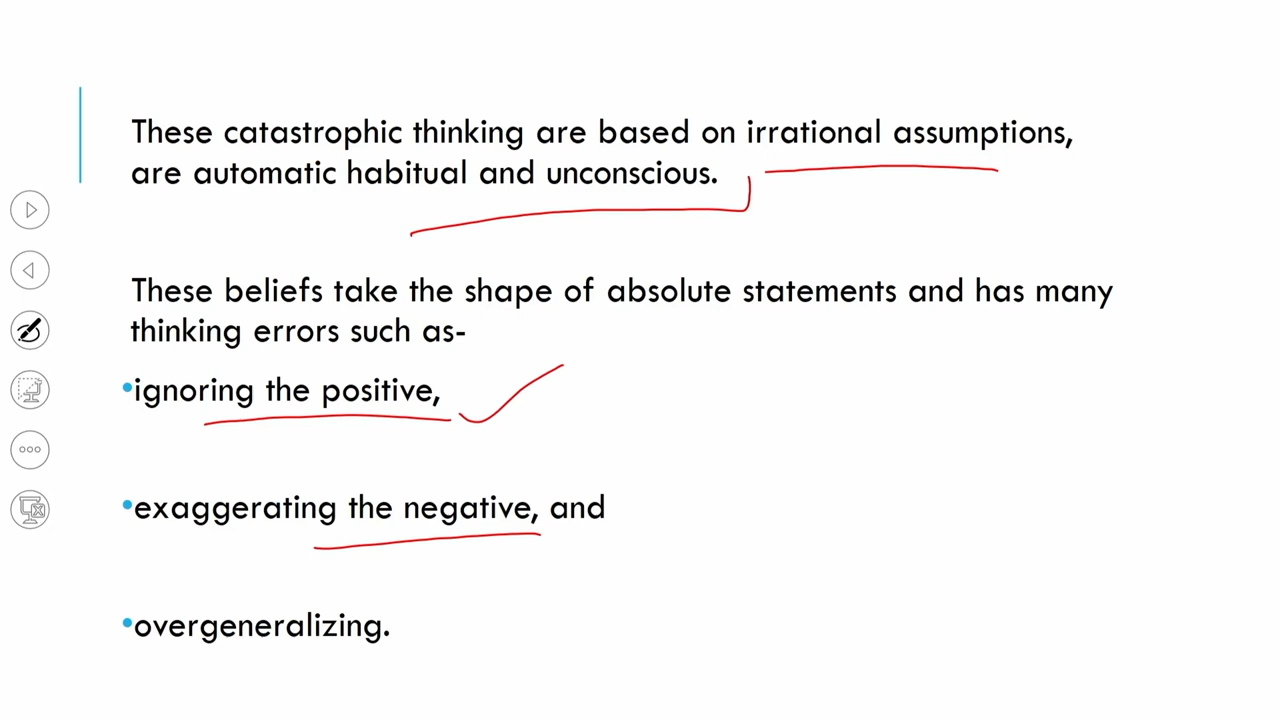 These catastrophic thinking are based on irrational assumptions,
are automatic habitual and unconscious.
These beliefs take the shape of absolute statements and has many
thinking errors such as-
•ignoring the positive,
•exaggerating the negative, and
•overgeneralizing.